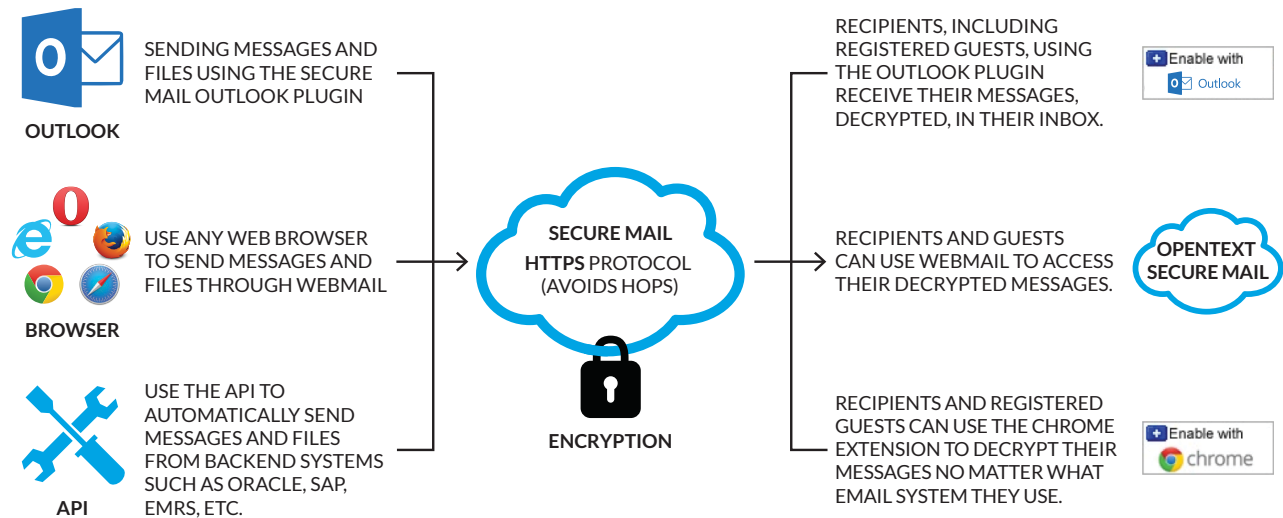 O
SENDING MESSAGES AND
FILES USING THE SECURE
MAIL OUTLOOK PLUGIN
OUTLOOK
USE ANY WEB BROWSER
TO SEND MESSAGES AND
FILES THROUGH WEBMAIL
BROWSER
USE THE API TO
AUTOMATICALLY SEND
MESSAGES AND FILES
FROM BACKEND SYSTEMS
SUCH AS ORACLE, SAP,
EMRS, ETC.
API
SECURE MAIL
HTTPS PROTOCOL
(AVOIDS HOPS)
ENCRYPTION
RECIPIENTS, INCLUDING
REGISTERED GUESTS, USING
THE OUTLOOK PLUGIN
RECEIVE THEIR MESSAGES,
DECRYPTED, IN THEIR INBOX.
Enable with
Outlook
RECIPIENTS AND GUESTS
CAN USE WEBMAIL TO ACCESS
THEIR DECRYPTED MESSAGES.
OPENTEXT
SECURE MAIL
RECIPIENTS AND REGISTERED
GUESTS CAN USE THE CHROME
EXTENSION TO DECRYPT THEIR
MESSAGES NO MATTER WHAT
EMAIL SYSTEM THEY USE.
Enable with
chrome